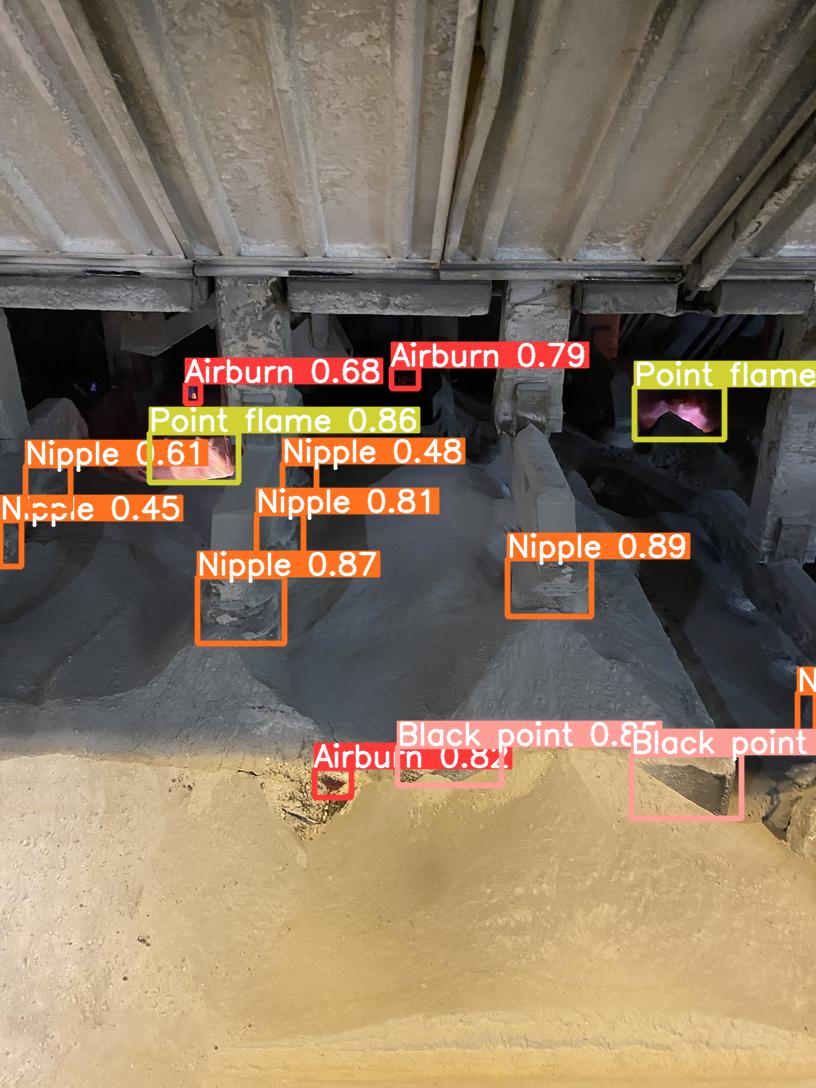 Airburn 0.79
Airburn 0.68
Point flame
Point flame 0.86
Nipple 0.61
Nipple 0.48
Nipple 0.81
Nipple 0.45
Nipple 0.89
Nipple 0.87
N
Black point 0.85
Black point
Airburn 0.82